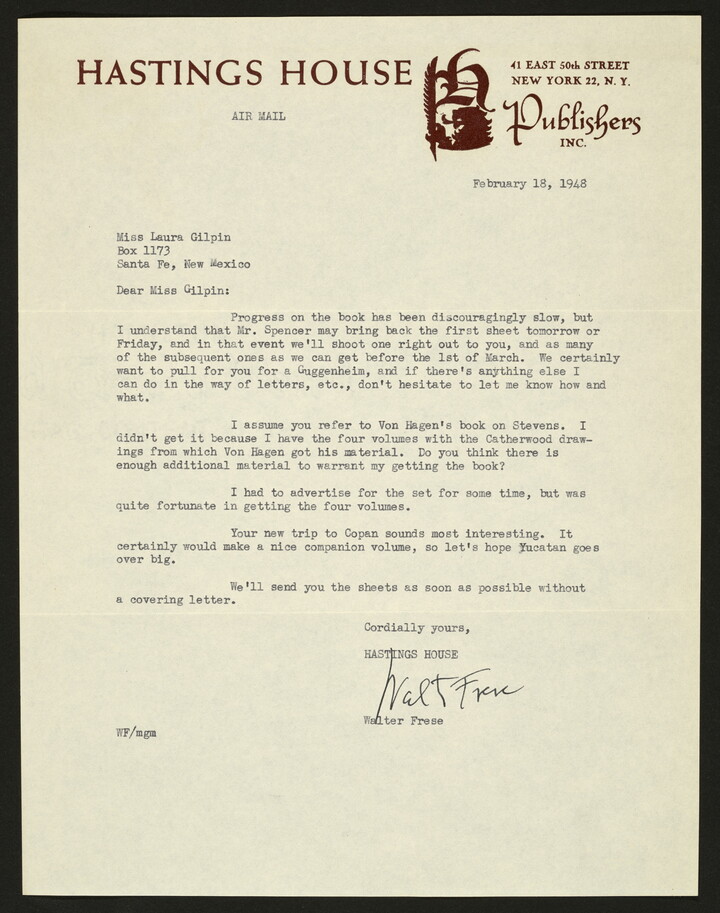 HASTINGS HOUSE
Publishers
INC.
41 EAST 50th STREET
NEW YORK 22, N. Y.
AIR MAIL
February 18, 1948
Miss Laura Gilpin
Box 1173
Santa Fe, New Mexico
Dear Miss Gilpin:
Progress on the book has been discouragingly slow, but
I understand that Mr. Spencer may bring back the first sheet tomorrow or
Friday, and in that event we'll shoot one right out to you, and as many
of the subsequent ones as we can get before the 1st of March. We certainly
want to pull for you for a Guggenheim, and if there's anything else I
can do in the way of letters, etc., don't hesitate to let me know how and
what.
I assume you refer to Von Hagen's book on Stevens. I
didn't get it because I have the four volumes with the Catherwood draw-
ings from which Von Hagen got his material. Do you think there is
enough additional material to warrant my getting the book?
I had to advertise for the set for some time, but was
quite fortunate in getting the four volumes.
Your new trip to Copan sounds most interesting. It
certainly would make a nice companion volume, so let's hope Yucatan goes
over big.
We'll send you the sheets as soon as possible without
a covering letter.
Cordially yours,
HASTINGS HOUSE
Walt Frese
Walter Frese
WF/mgm